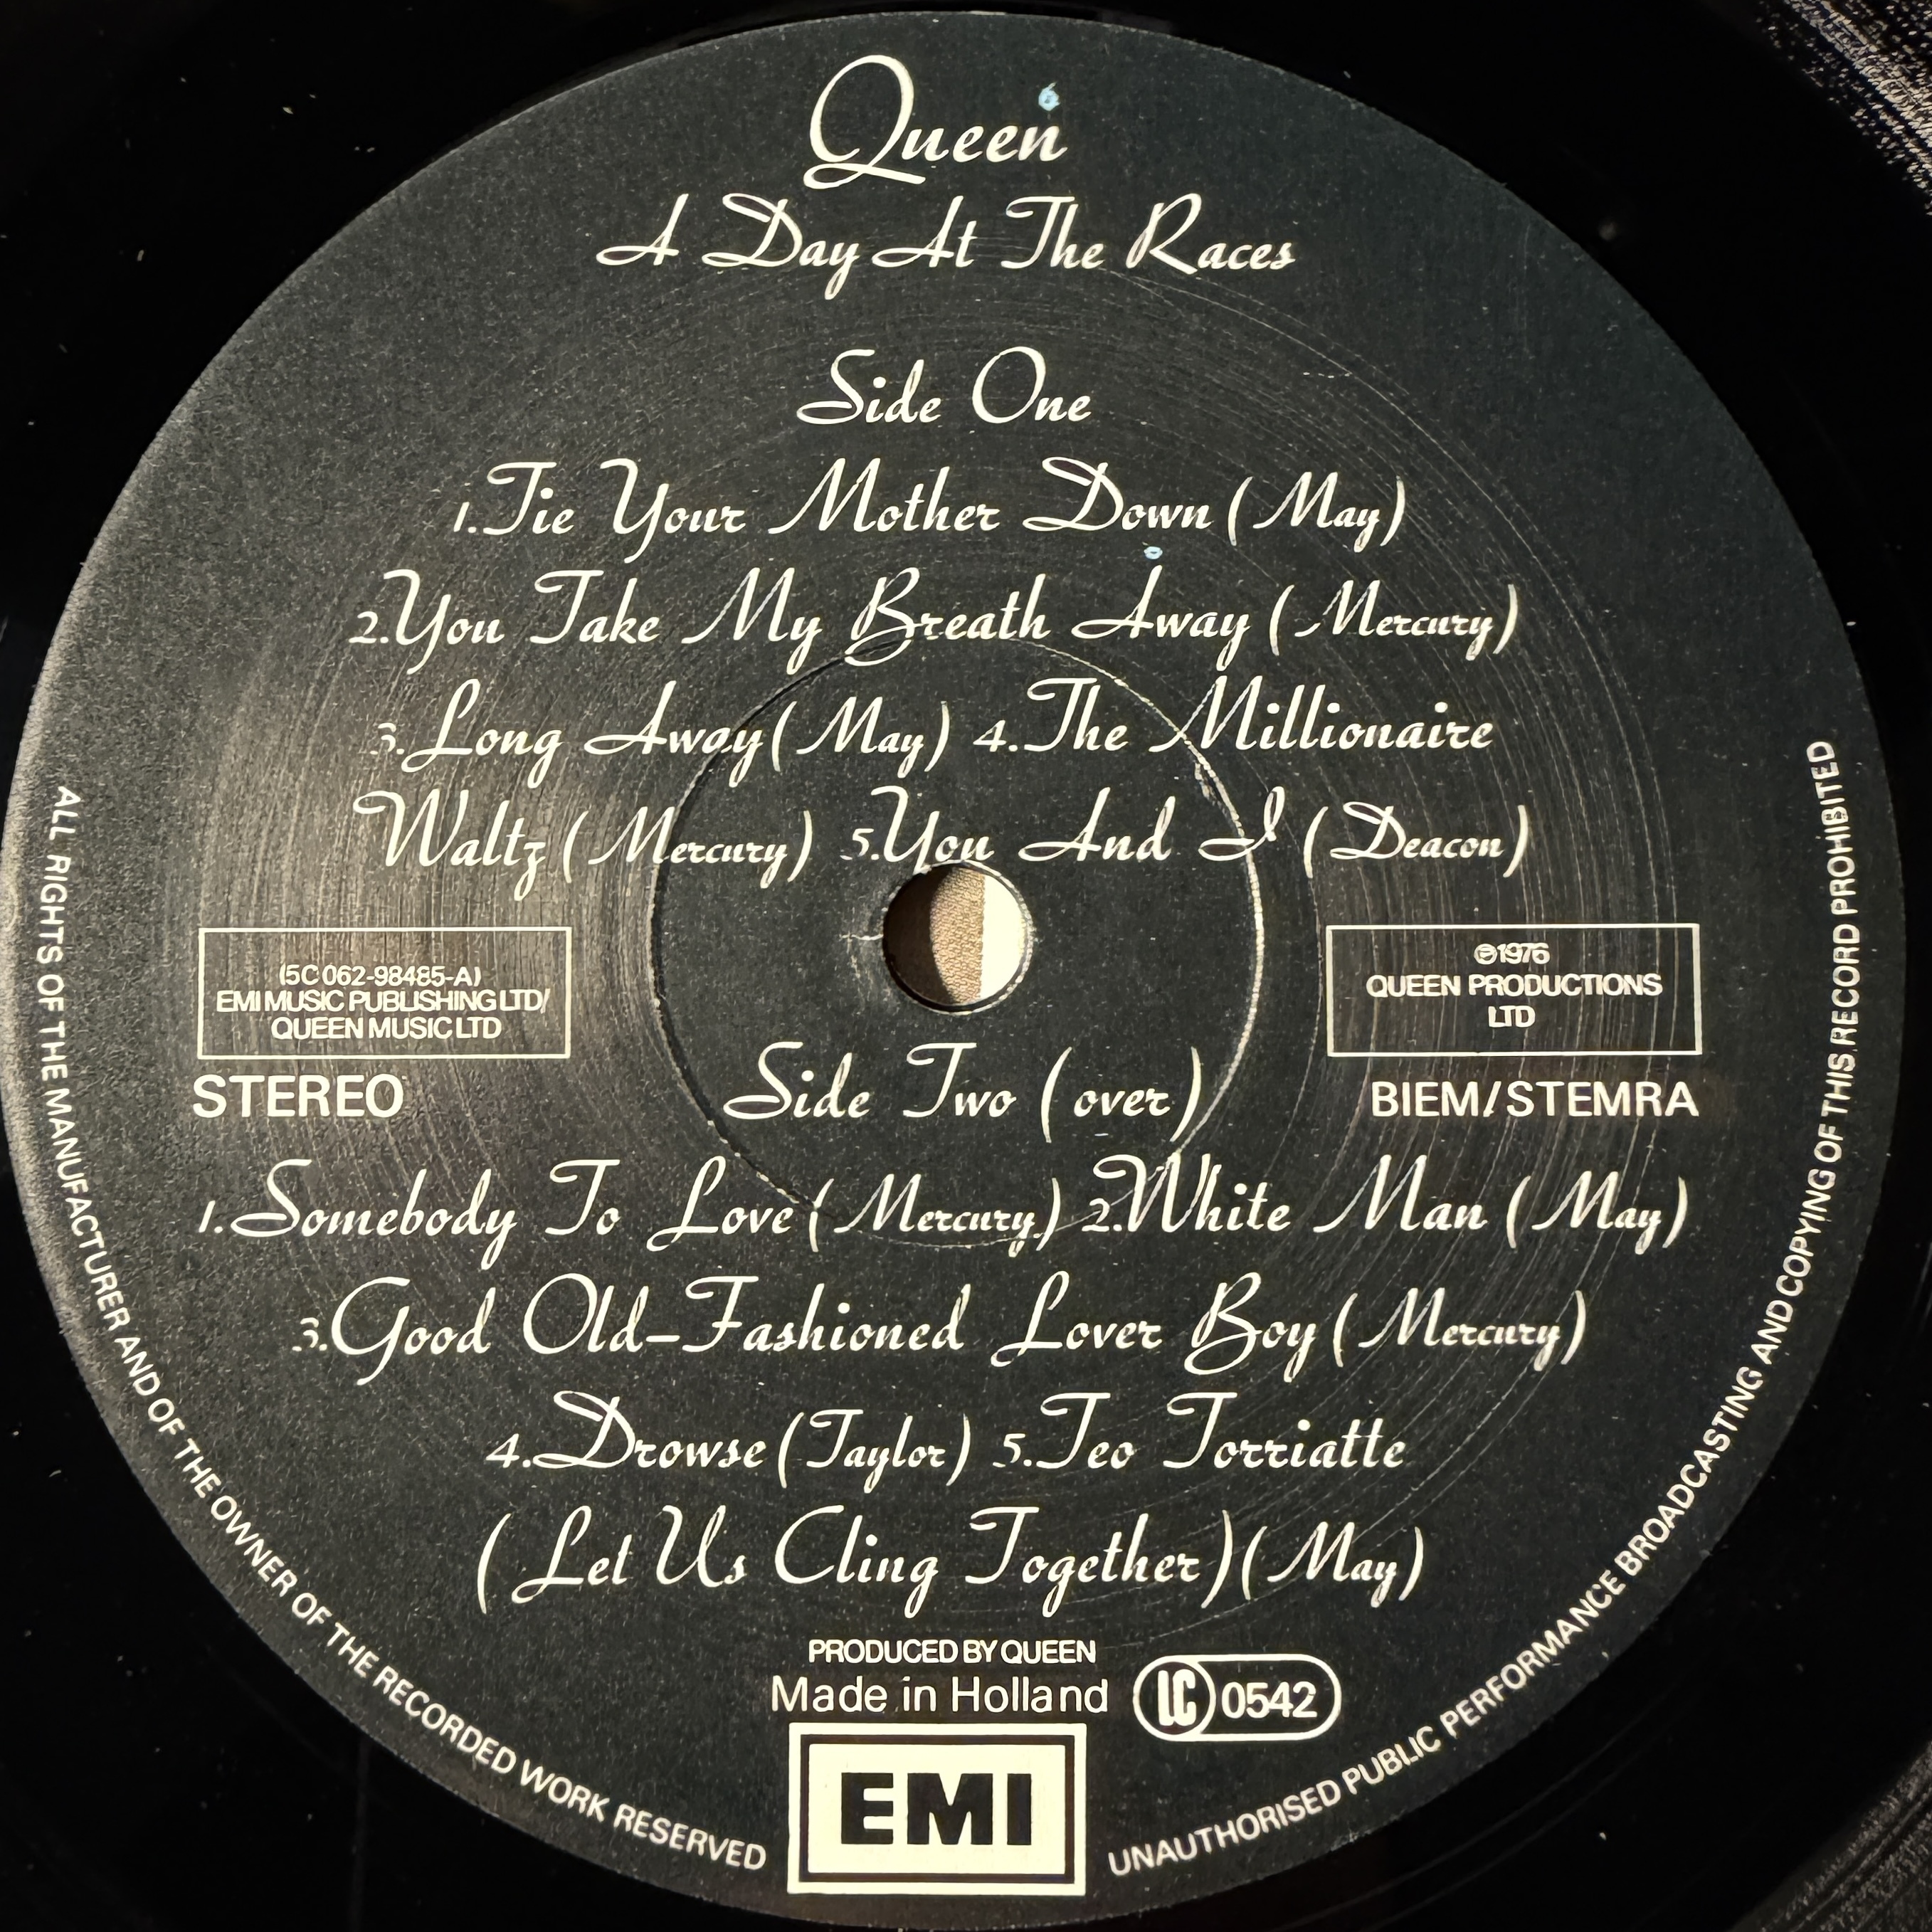 Queen
A Day At The Races
Side One
1. Tie Your Mother Down (May)
2. You Take My Breath Away (Mercury)
3. Long Away (May) 4. The Millionaire
Waltz (Mercury) 5. You And I (Deacon)
(5C 062-98485-A)
EMI MUSIC PUBLISHING LTD/
QUEEN MUSIC LTD
℗1976
QUEEN PRODUCTIONS
LTD
STEREO
Side Two (over)
BIEM/STEMRA
1. Somebody To Love (Mercury) 2. White Man (May)
3. Good Old-Fashioned Lover Boy (Mercury)
4. Drowse (Taylor) 5. Teo Torriatte
(Let Us Cling Together) (May)
PRODUCED BY QUEEN
Made in Holland
LC 0542
EMI
ALL RIGHTS OF THE MANUFACTURER AND OF THE OWNER OF THE RECORDED WORK RESERVED
UNAUTHORISED PUBLIC PERFORMANCE BROADCASTING AND COPYING OF THIS RECORD PROHIBITED